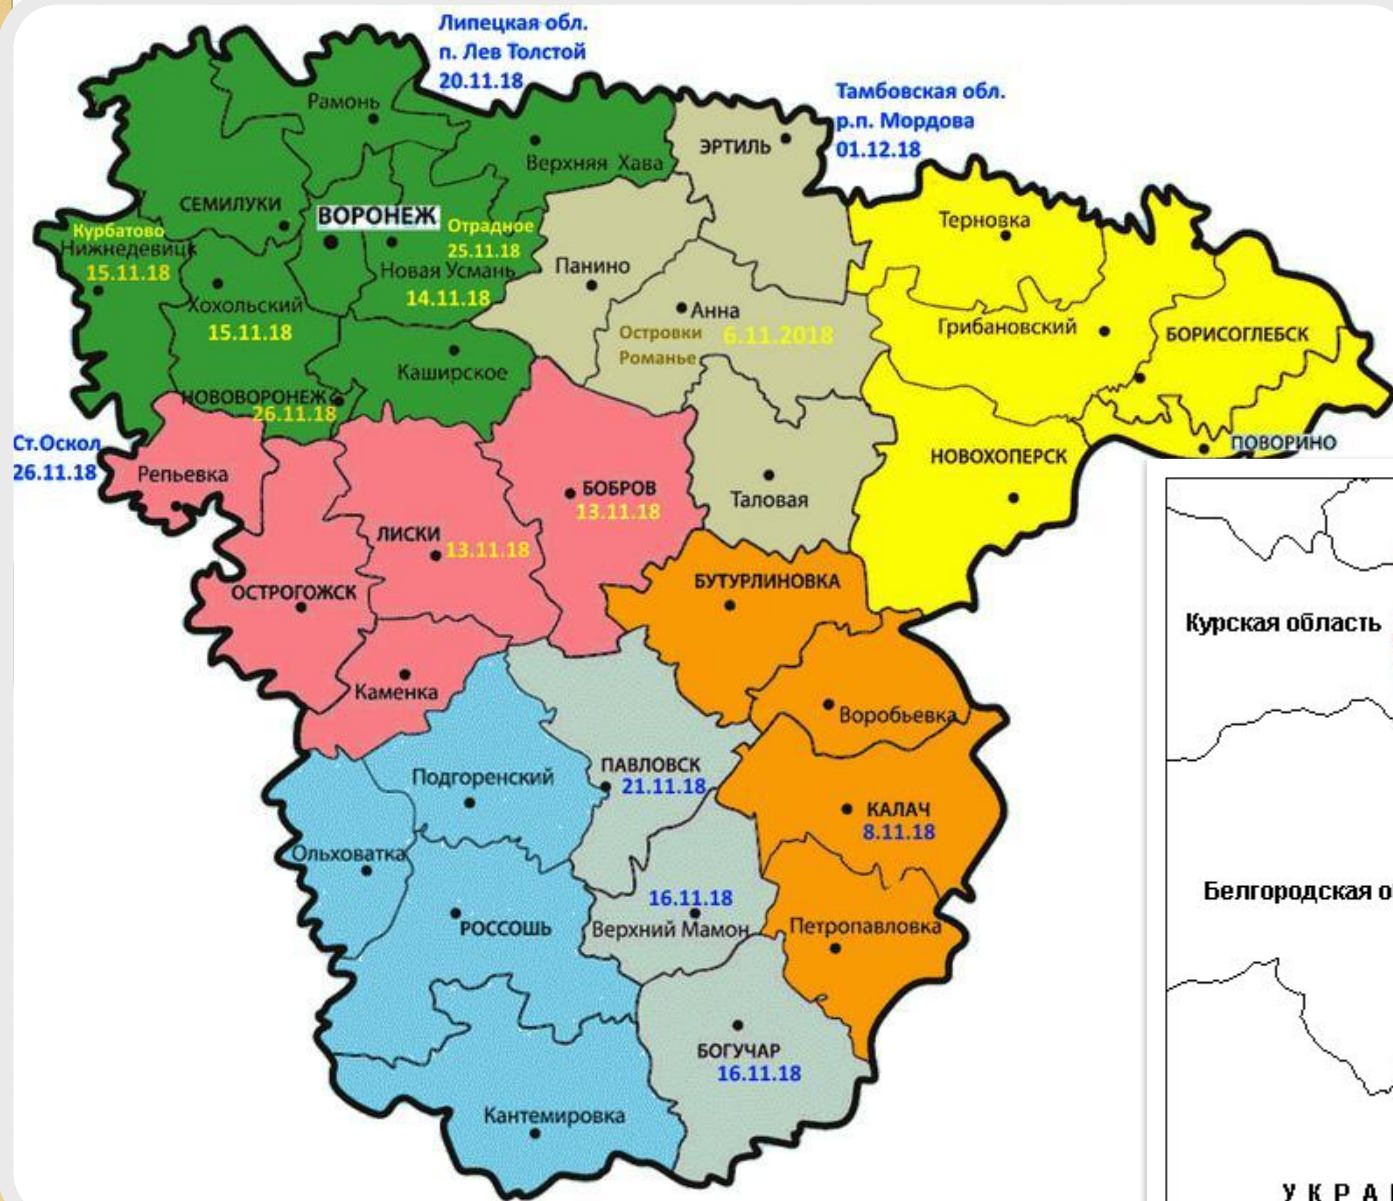 Липецкая обл.
п. Лев Толстой
20.11.18
Тамбовская обл.
р.п. Мордова
01.12.18
Рамонь
Верхняя Хава
ЭРТИЛЬ
СЕМИЛУКИ
ВОРОНЕЖ
Отрадное
25.11.18
Курбатово
Нижнедевицк
15.11.18
Новая Усмань
14.11.18
Панино
Терновка
Хохольский
15.11.18
Анна
6.11.2018
Островки
Романье
Грибановский
БОРИСОГЛЕБСК
Каширское
НОВОВОРОНЕЖ
26.11.18
Ст.Оскол
26.11.18
ПОВОРИНО
НОВОХОПЕРСК
Репьевка
БОБРОВ
13.11.18
Таловая
ЛИСКИ
13.11.18
ОСТРОГОЖСК
БУТУРЛИНОВКА
Курская область
Каменка
Воробьевка
Подгоренский
ПАВЛОВСК
21.11.18
КАЛАЧ
8.11.18
Ольховатка
16.11.18
Верхний Мамон
РОССОШЬ
Петропавловка
Белгородская о
БОГУЧАР
16.11.18
Кантемировка
У К Р А